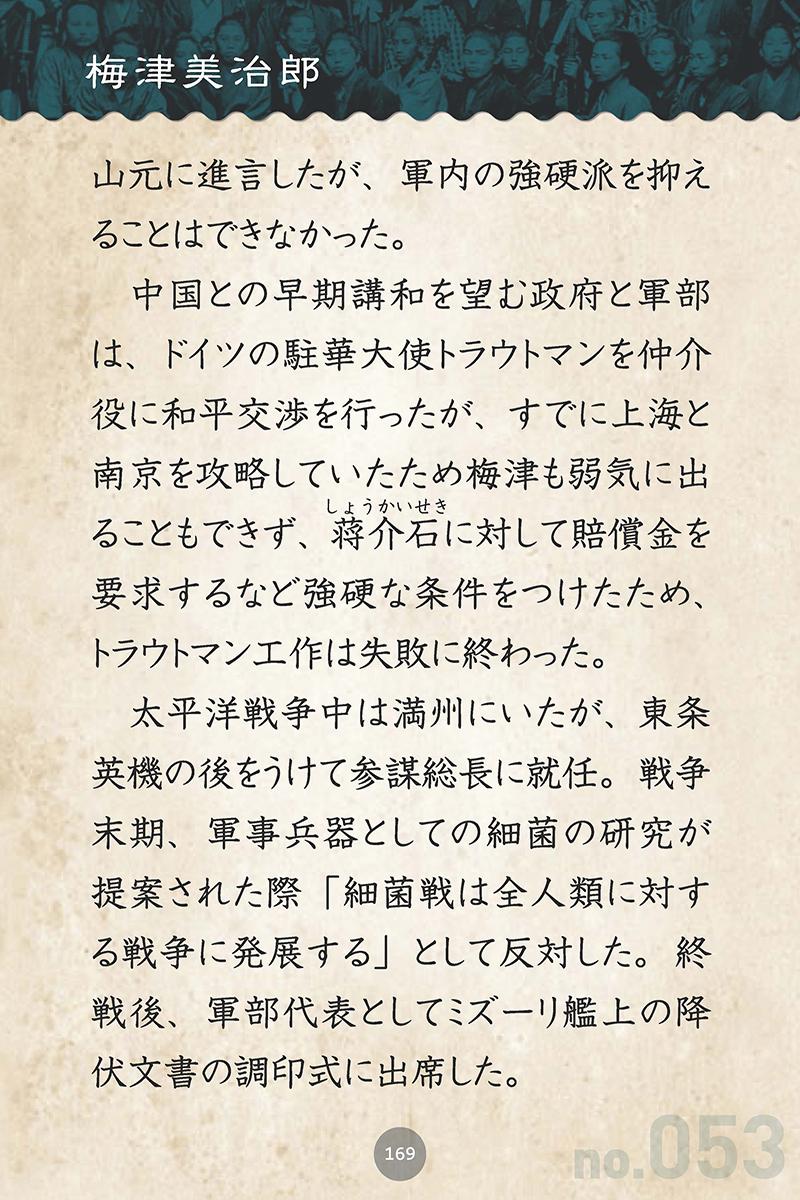 梅津美治郎
山元に進言したが、軍内の強硬派を抑え
ることはできなかった。
中国との早期講和を望む政府と軍部
は、ドイツの駐華大使トラウトマンを仲介
役に和平交渉を行ったが、すでに上海と
南京を攻略していたため梅津も弱気に出
ることもできず、蒋介石に対して賠償金を
しょうかいせき
要求するなど強硬な条件をつけたため、
トラウトマン工作は失敗に終わった。
太平洋戦争中は満州にいたが、東条
英機の後をうけて参謀総長に就任。戦争
末期、軍事兵器としての細菌の研究が
提案された際「細菌戦は全人類に対す
る戦争に発展する」として反対した。終
戦後、軍部代表としてミズーリ艦上の降
伏文書の調印式に出席した。
169
no.053